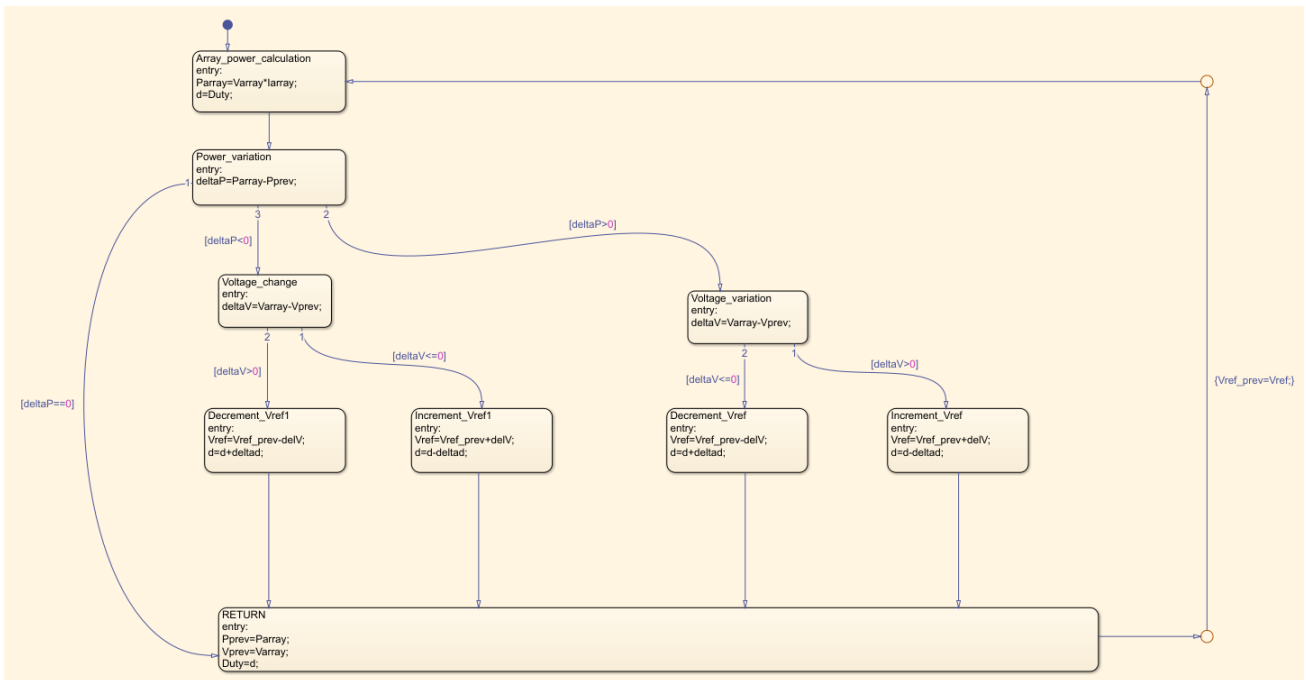 Array_power_calculation
entry:
Parray=Varray*Iarray;
d=Duty;
Power_variation
entry:
deltaP=Parray-Pprev;
1
3
2
[deltaP<0]
[deltaP>0]
Voltage_change
entry:
deltaV=Varray-Vprev;
2
1
Voltage_variation
entry:
deltaV=Varray-Vprev;
2
1
[deltaV>0]
[deltaV<=0]
[deltaV<=0]
[deltaV>0]
{Vref_prev=Vref;}
[deltaP==0]
Decrement_Vref1
entry:
Vref=Vref_prev-delV;
d=d+deltad;
Increment_Vref1
entry:
Vref=Vref_prev+delV;
d=d-deltad;
Decrement_Vref
entry:
Vref=Vref_prev-delV;
d=d+deltad;
Increment_Vref
entry:
Vref=Vref_prev+delV;
d=d-deltad;
RETURN
entry:
Pprev=Parray;
Vprev=Varray;
Duty=d;